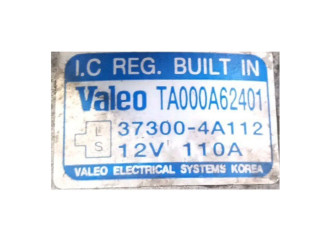 I.C REG. BUILT IN
Valeo TA000A62401
L 37300-4A112
S 12V 110A
VALEO ELECTRICAL SYSTEMS KOREA